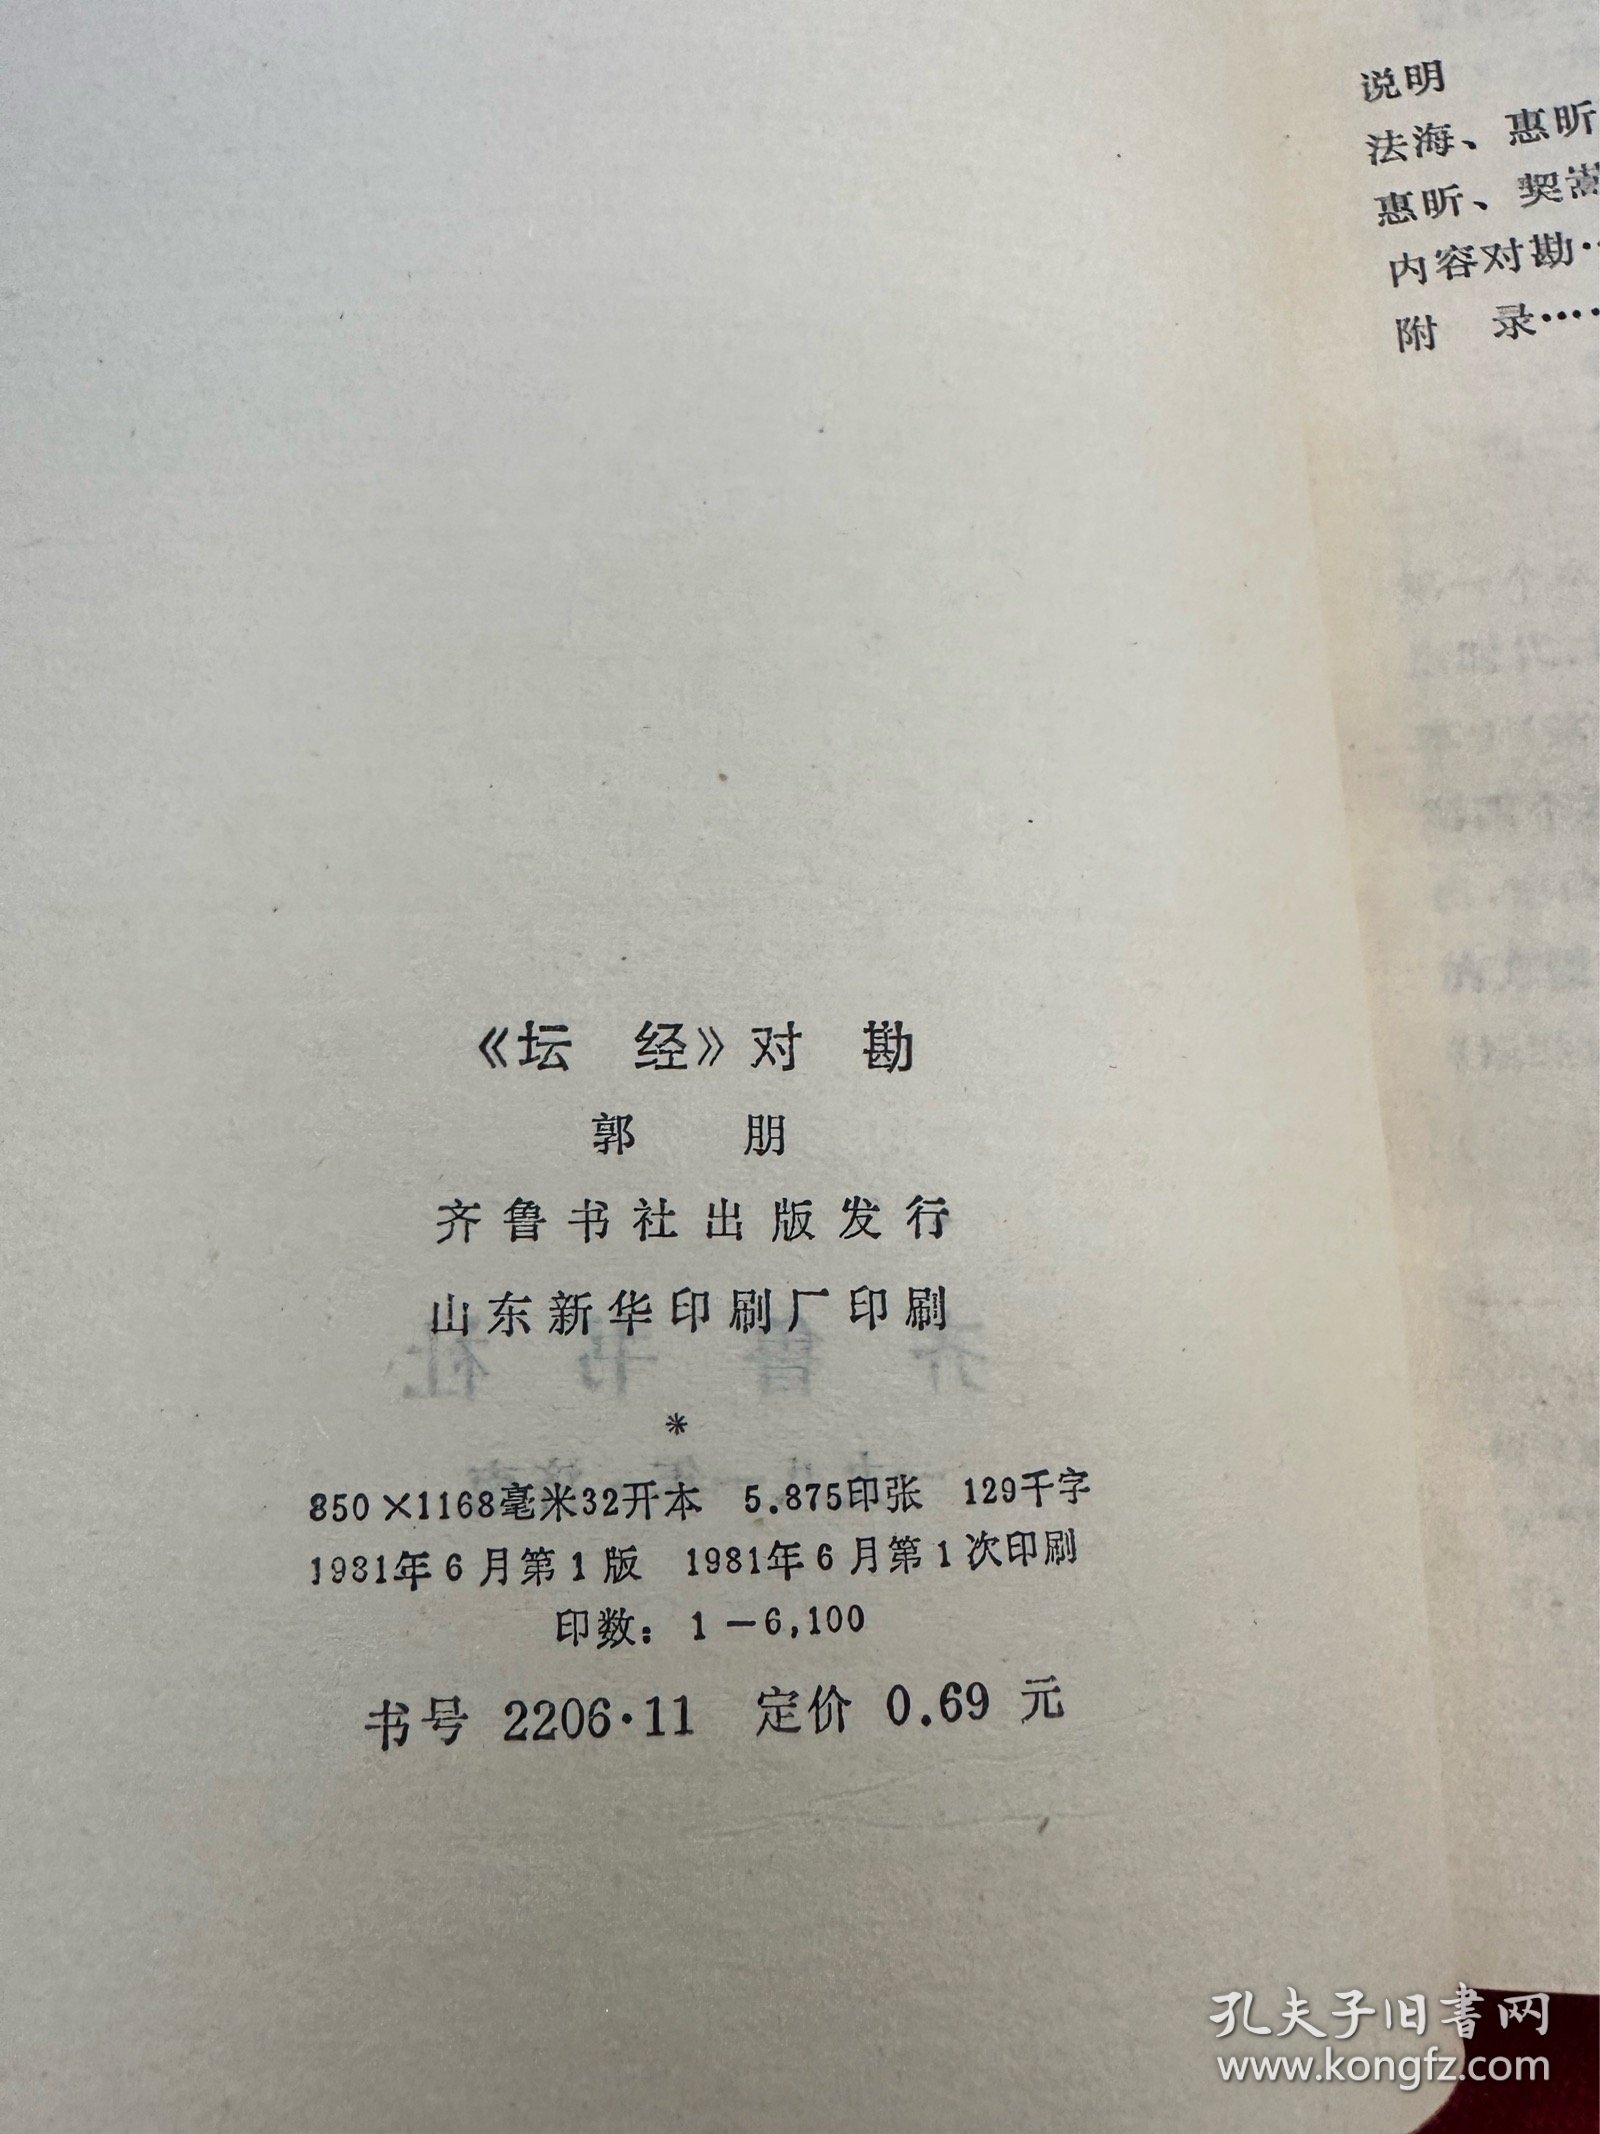 《坛 经》对 勘
郭 朋
齐鲁书社出版发行
山东新华印刷厂印刷
*
850×1168毫米32开本 5.875印张 129千字
1981年6月第1版 1981年6月第1次印刷
印数：1—6,100
书号 2206·11 定价 0.69 元
说明
法海、惠昕
惠昕、契嵩
内容对勘…
附 录……
孔夫子旧书网
www.kongfz.com